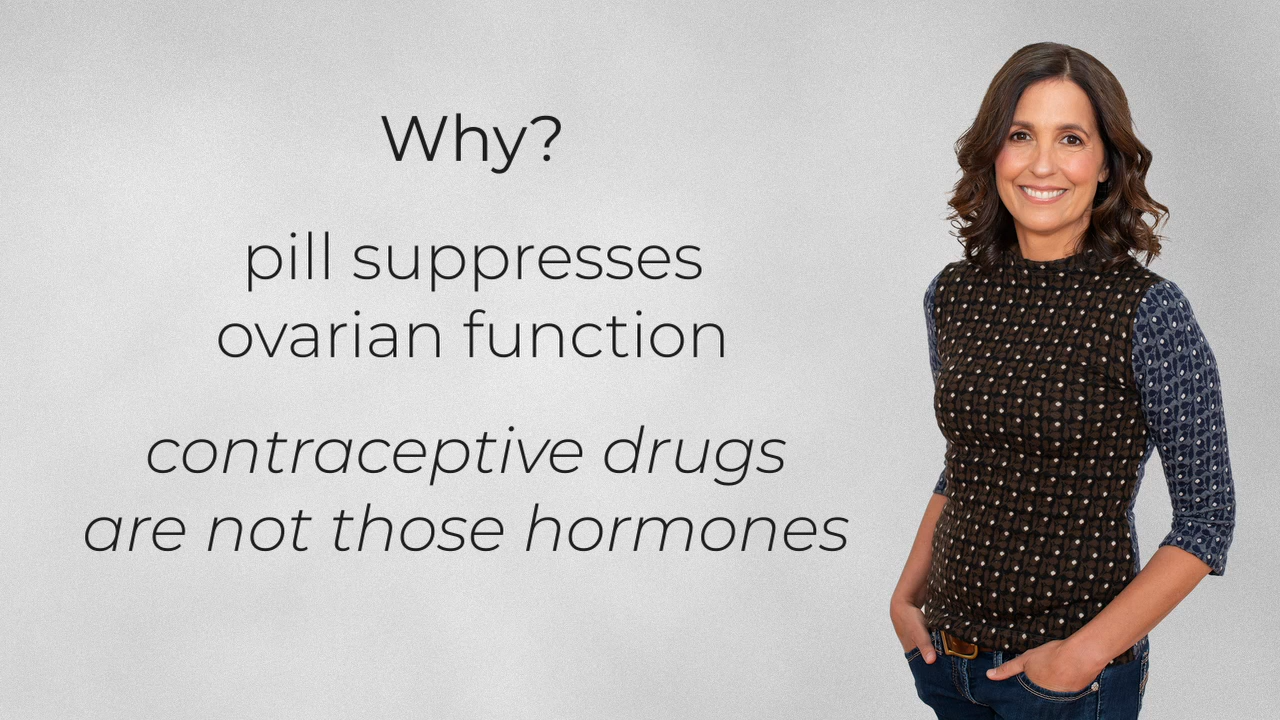 Why?
pill suppresses
ovarian function
contraceptive drugs
are not those hormones